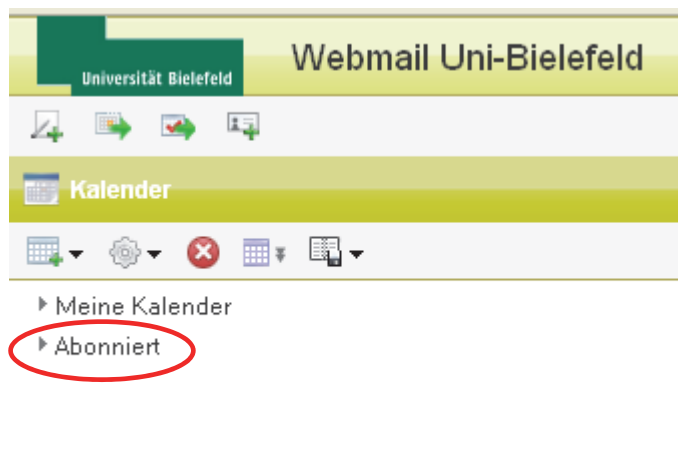 Universität Bielefeld
Webmail Uni-Bielefeld
Kalender
Meine Kalender
Abonniert